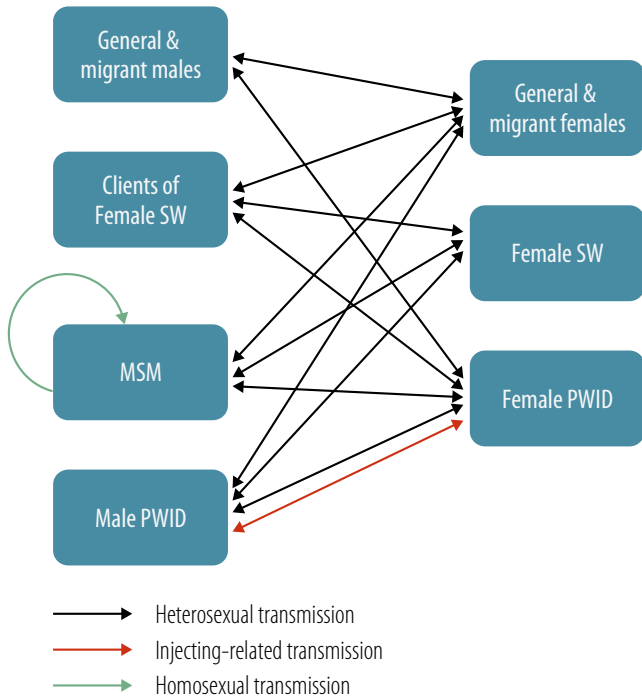 General &
migrant males
General &
migrant females
Clients of
Female SW
Female SW
MSM
Female PWID
Male PWID
Heterosexual transmission
Injecting-related transmission
Homosexual transmission